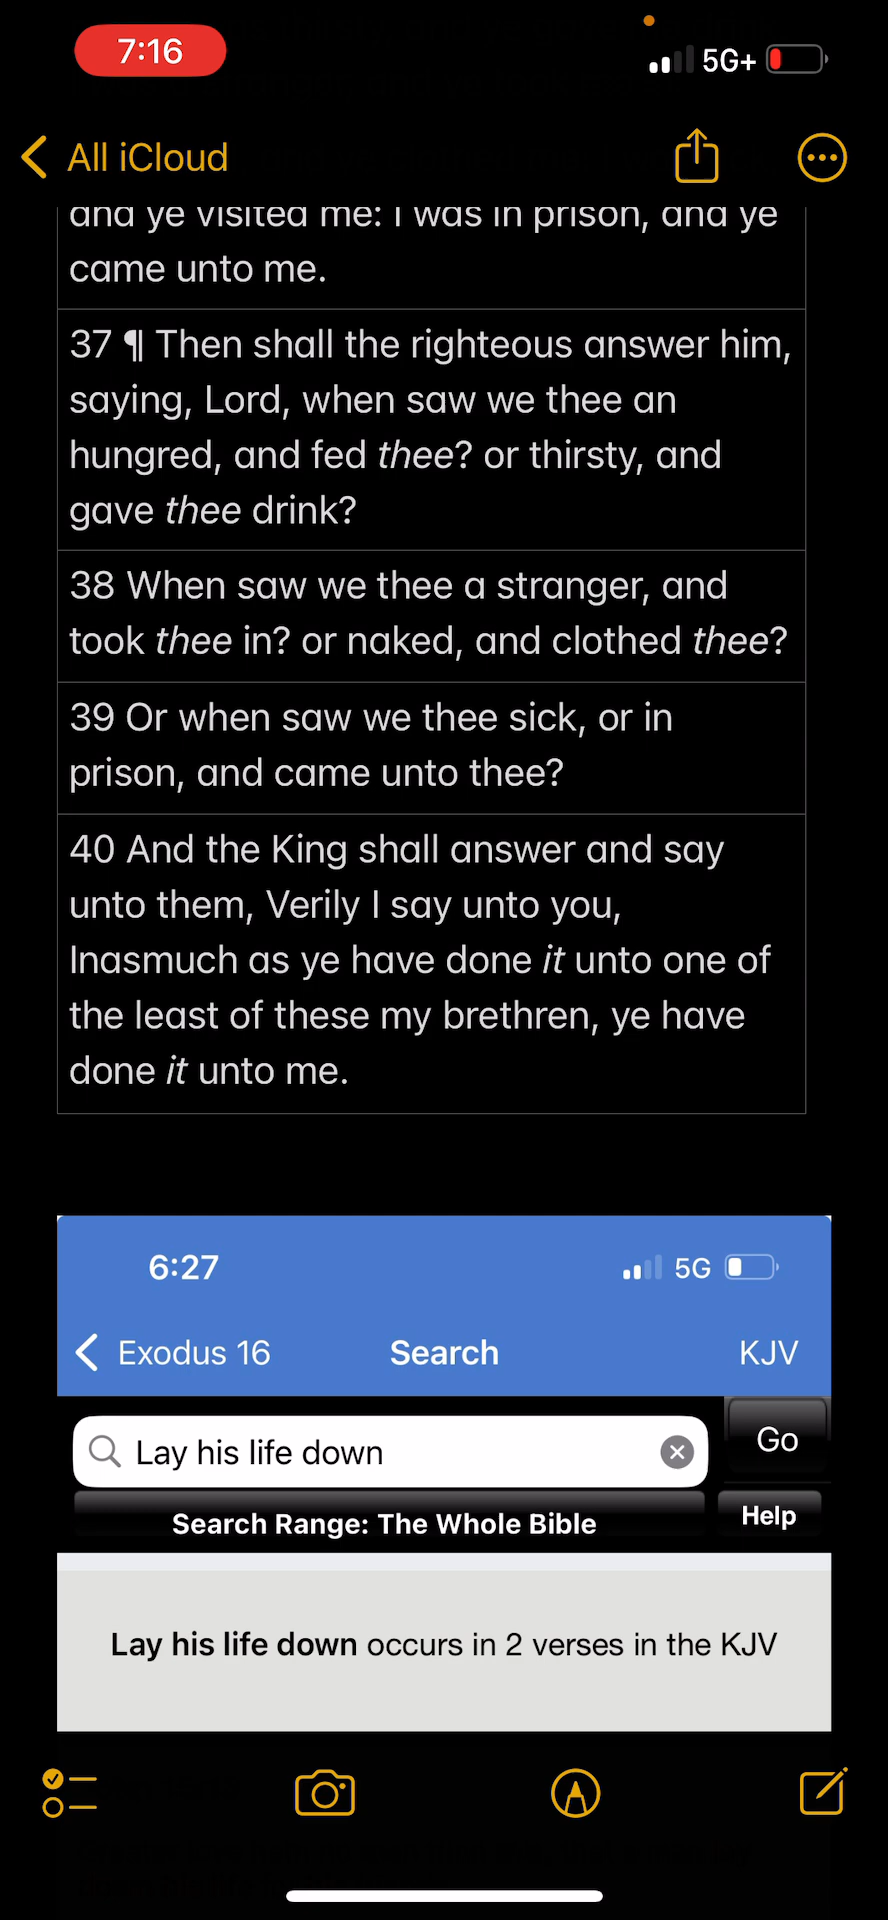 7:16
5G+
All iCloud
and ye visited me: I was in prison, and ye
came unto me.
37 ¶ Then shall the righteous answer him,
saying, Lord, when saw we thee an
hungred, and fed thee? or thirsty, and
gave thee drink?
38 When saw we thee a stranger, and
took thee in? or naked, and clothed thee?
39 Or when saw we thee sick, or in
prison, and came unto thee?
40 And the King shall answer and say
unto them, Verily I say unto you,
Inasmuch as ye have done it unto one of
the least of these my brethren, ye have
done it unto me.
6:27
5G
Exodus 16
Search
KJV
Lay his life down
Go
Search Range: The Whole Bible
Help
Lay his life down occurs in 2 verses in the KJV